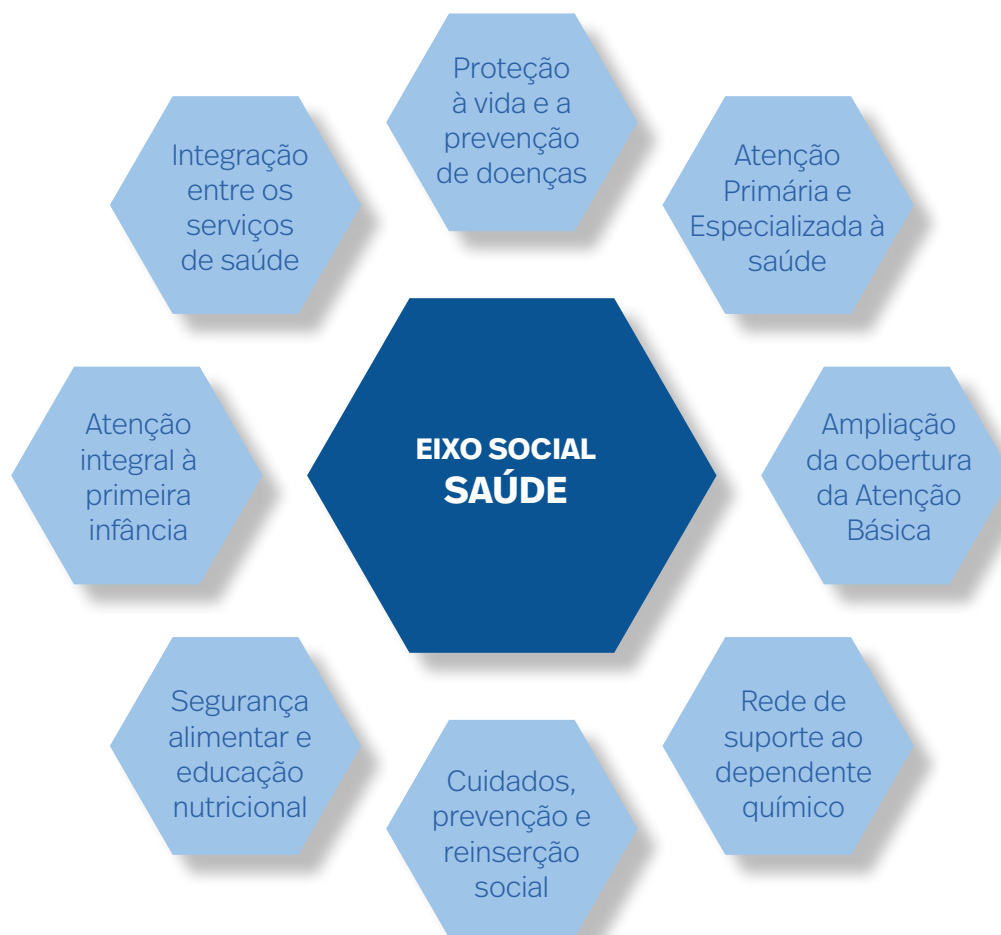 Proteção
à vida e a
prevenção
de doenças
Integração
entre os
serviços
de saúde
Atenção
Primária e
Especializada à
saúde
Atenção
integral à
primeira
infância
EIXO SOCIAL
SAÚDE
Ampliação
da cobertura
da Atenção
Básica
Segurança
alimentar e
educação
nutricional
Cuidados,
prevenção e
reinserção
social
Rede de
suporte ao
dependente
químico